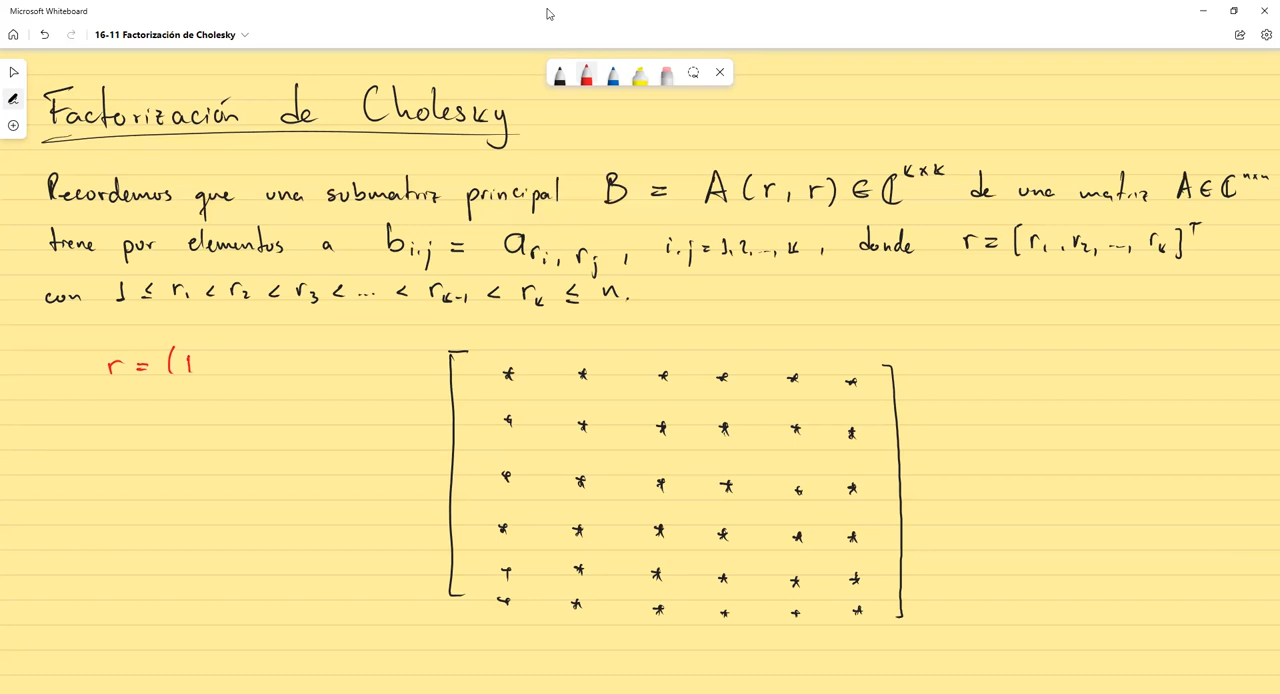 Microsoft Whiteboard
16-11 Factorización de Cholesky
Factorización de Cholesky
Recordemos que una submatriz principal B = A(r, r) ∈ ℂ^{k×k} de una matriz A ∈ ℂ^{n×n}
tiene por elementos a b_{i,j} = a_{r_i, r_j}, i,j = 1, 2, ..., k, donde r = [r_1, r_2, ..., r_k]^T
con 1 ≤ r_1 < r_2 < r_3 < ... < r_{k-1} < r_k ≤ n.
r = (1
* * * * * *
* * * * * *
* * * * * *
* * * * * *
* * * * * *
* * * * * *